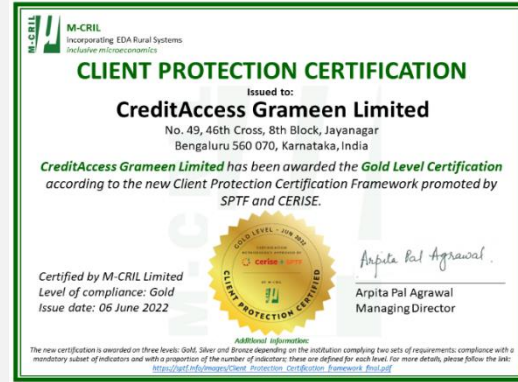 M-CRIL
M-CRIL
Incorporating EDA Rural Systems
inclusive microeconomics
CLIENT PROTECTION CERTIFICATION
Issued to:
CreditAccess Grameen Limited
No. 49, 46th Cross, 8th Block, Jayanagar
Bengaluru 560 070, Karnataka, India
CreditAccess Grameen Limited has been awarded the Gold Level Certification
according to the new Client Protection Certification Framework promoted by
SPTF and CERISE.
GOLD LEVEL - JUN 2022
cerise + SPTF
BY M-CRIL
CLIENT PROTECTION CERTIFIED
Arpita Pal Agrawal.
Certified by M-CRIL Limited
Level of compliance: Gold
Issue date: 06 June 2022
Arpita Pal Agrawal
Managing Director
Additional Information:
The new certification is awarded on three levels: Gold, Silver and Bronze depending on the institution complying two sets of requirements: compliance with a
mandatory subset of indicators and with a proportion of the number of indicators; these are defined for each level. For more details, please follow the link:
https://sptf.info/images/Client_Protection_Certification_framework_final.pdf